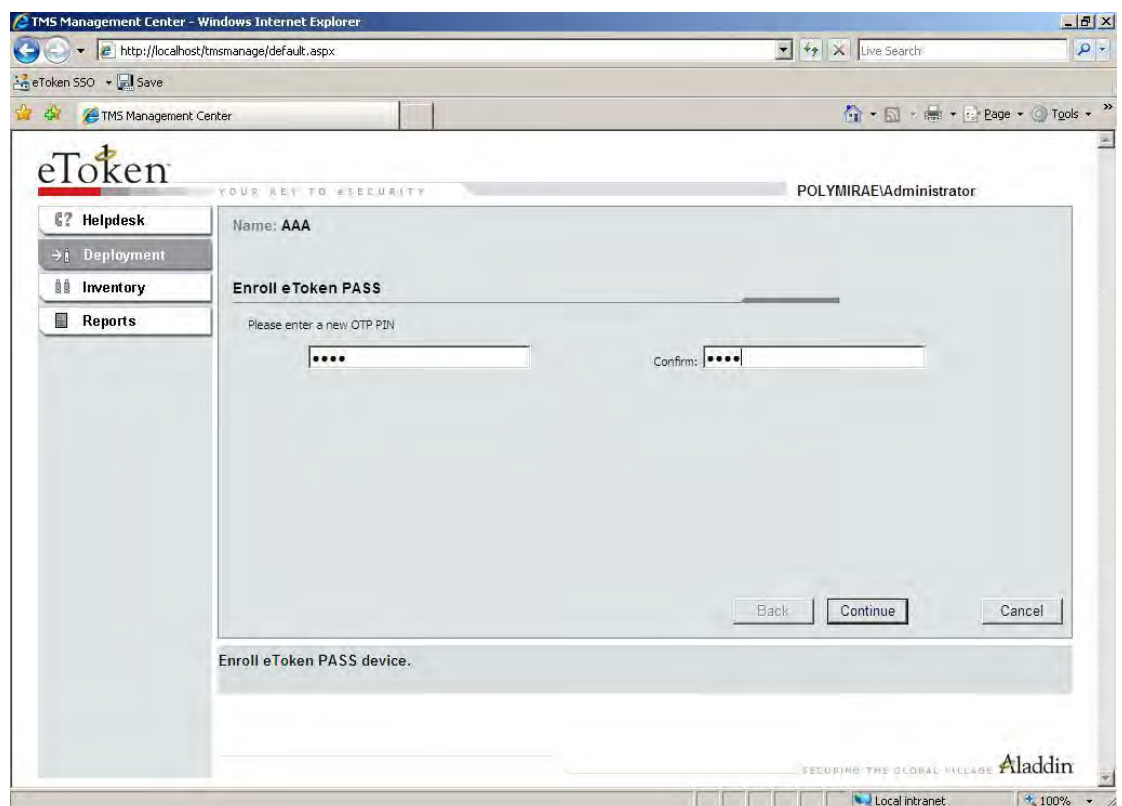 TMS Management Center - Windows Internet Explorer
http://localhost/tmsmanage/default.aspx
Live Search
eToken SSO
Save
TMS Management Center
Page
Tools
»
eToken
YOUR KEY TO eSECURITY
POLYMIRAE\Administrator
Helpdesk
Deployment
Inventory
Reports
Name: AAA
Enroll eToken PASS
Please enter a new OTP PIN
••••
Confirm: ••••
Back
Continue
Cancel
Enroll eToken PASS device.
SECURING THE GLOBAL VILLAGE Aladdin
Local intranet
100%